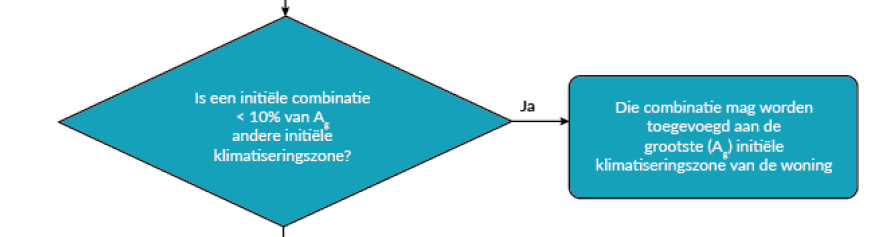 Is een initiële combinatie
< 10% van Ag
andere initiële
klimatiseringszone?
Ja
Die combinatie mag worden
toegevoegd aan de
grootste (Ag) initiële
klimatiseringszone van de woning